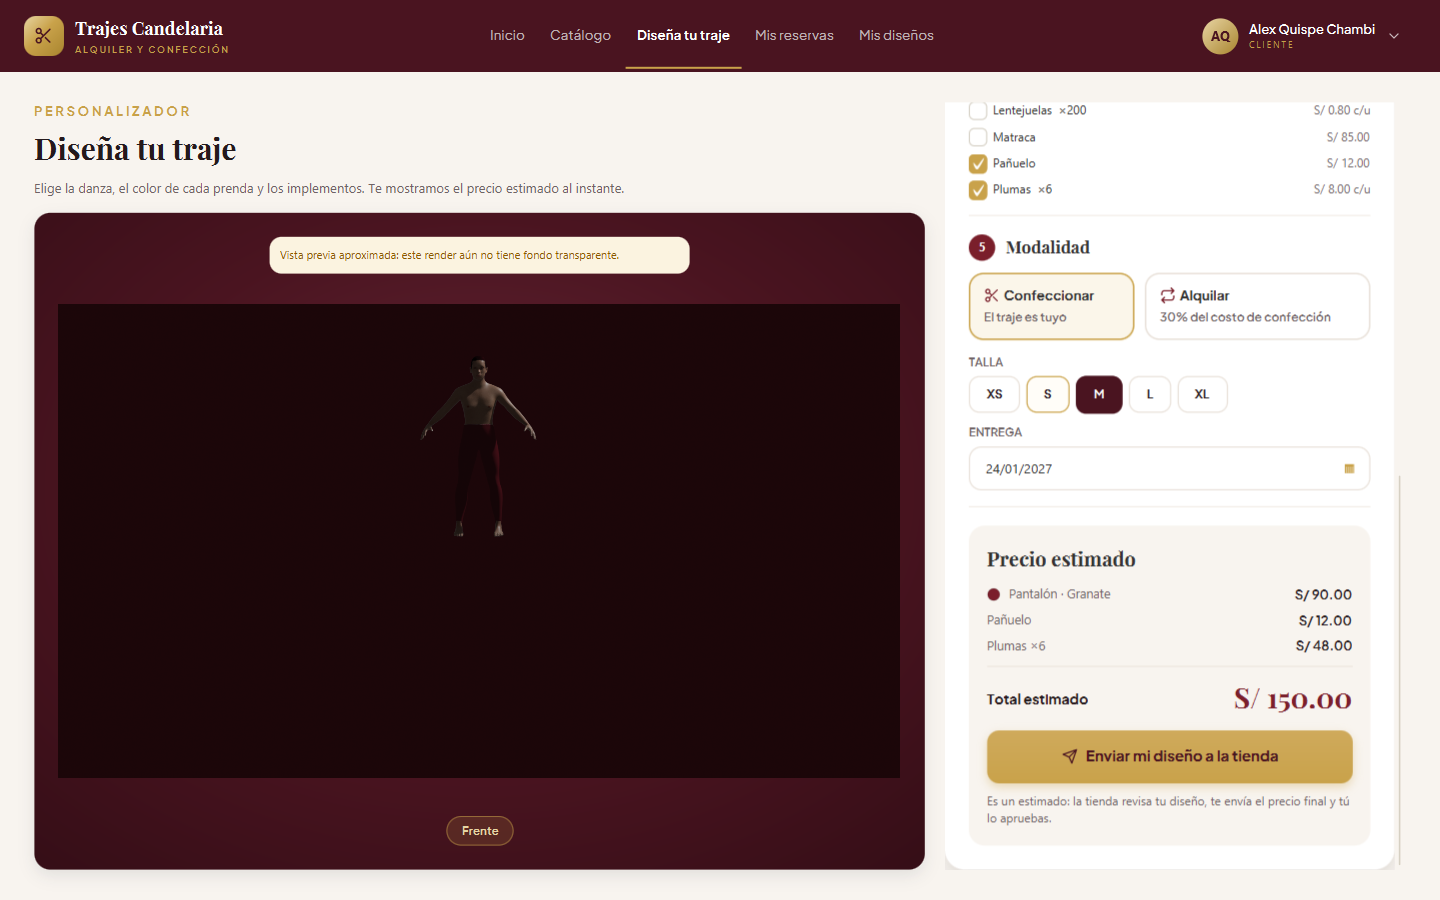 Trajes Candelaria
ALQUILER Y CONFECCIÓN
Inicio
Catálogo
Diseña tu traje
Mis reservas
Mis diseños
AQ
Alex Quispe Chambi
CLIENTE
PERSONALIZADOR
Diseña tu traje
Elige la danza, el color de cada prenda y los implementos. Te mostramos el precio estimado al instante.
Vista previa aproximada: este render aún no tiene fondo transparente.
Frente
Lentejuelas ×200 S/ 0.80 c/u
Matraca S/ 85.00
Pañuelo S/ 12.00
Plumas ×6 S/ 8.00 c/u
5 Modalidad
Confeccionar
El traje es tuyo
Alquilar
30% del costo de confección
TALLA
XS S M L XL
ENTREGA
24/01/2027
Precio estimado
Pantalón · Granate S/ 90.00
Pañuelo S/ 12.00
Plumas ×6 S/ 48.00
Total estimado S/ 150.00
Enviar mi diseño a la tienda
Es un estimado: la tienda revisa tu diseño, te envía el precio final y tú
lo apruebas.